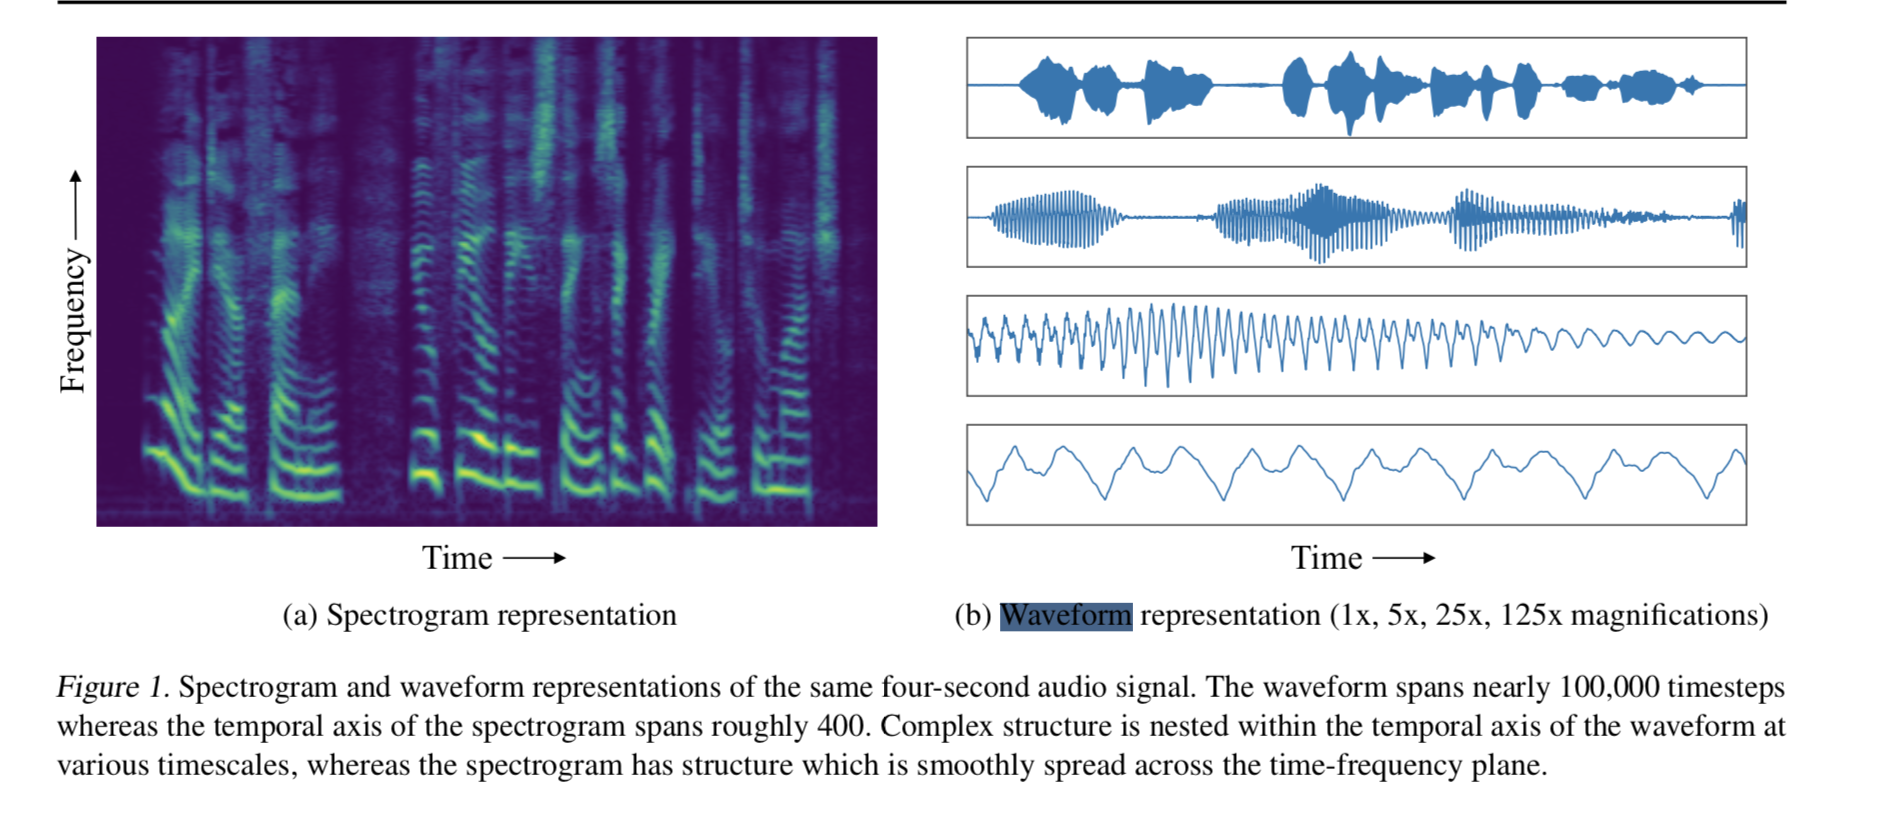 Frequency
Time
Time
(a) Spectrogram representation
(b) Waveform representation (1x, 5x, 25x, 125x magnifications)
Figure 1. Spectrogram and waveform representations of the same four-second audio signal. The waveform spans nearly 100,000 timesteps
whereas the temporal axis of the spectrogram spans roughly 400. Complex structure is nested within the temporal axis of the waveform at
various timescales, whereas the spectrogram has structure which is smoothly spread across the time-frequency plane.